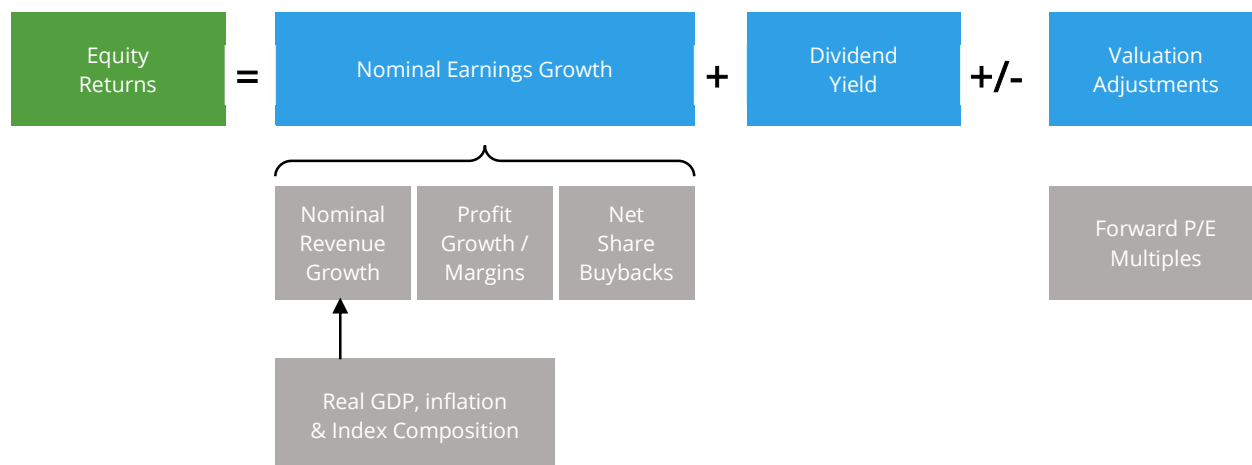 Equity
Returns
=
Nominal Earnings Growth
+
Dividend
Yield
+/-
Valuation
Adjustments
Nominal
Revenue
Growth
Profit
Growth /
Margins
Net
Share
Buybacks
Forward P/E
Multiples
Real GDP, inflation
& Index Composition